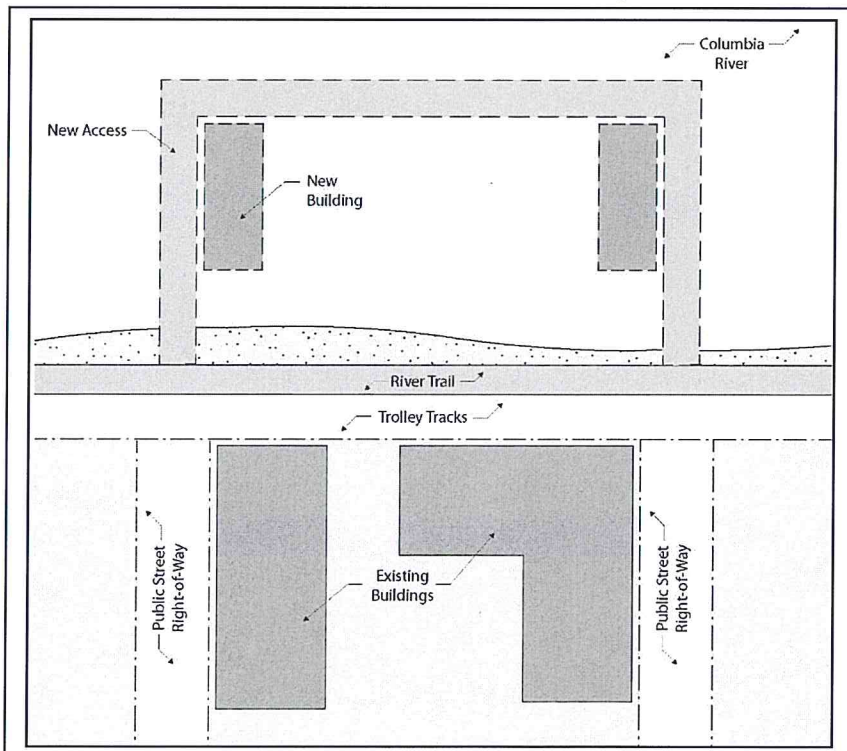 Columbia
River
New Access
New
Building
River Trail
Trolley Tracks
Public Street
Right-of-Way
Existing
Buildings
Public Street
Right-of-Way